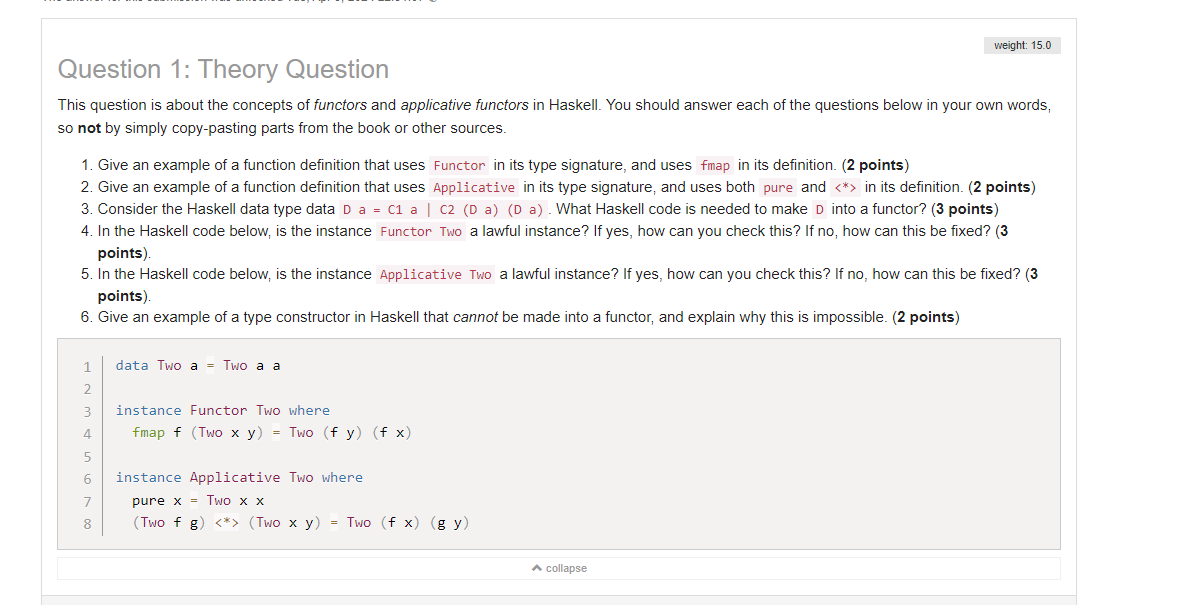 weight: 15.0
Question 1: Theory Question
This question is about the concepts of functors and applicative functors in Haskell. You should answer each of the questions below in your own words,
so not by simply copy-pasting parts from the book or other sources.
1. Give an example of a function definition that uses Functor in its type signature, and uses fmap in its definition. (2 points)
2. Give an example of a function definition that uses Applicative in its type signature, and uses both pure and <*> in its definition. (2 points)
3. Consider the Haskell data type data D a = C1 a | C2 (D a) (D a) . What Haskell code is needed to make D into a functor? (3 points)
4. In the Haskell code below, is the instance Functor Two a lawful instance? If yes, how can you check this? If no, how can this be fixed? (3
points).
5. In the Haskell code below, is the instance Applicative Two a lawful instance? If yes, how can you check this? If no, how can this be fixed? (3
points).
6. Give an example of a type constructor in Haskell that cannot be made into a functor, and explain why this is impossible. (2 points)
1 data Two a = Two a a
2
3 instance Functor Two where
4 fmap f (Two x y) = Two (f y) (f x)
5
6 instance Applicative Two where
7 pure x = Two x x
8 (Two f g) <*> (Two x y) = Two (f x) (g y)
collapse